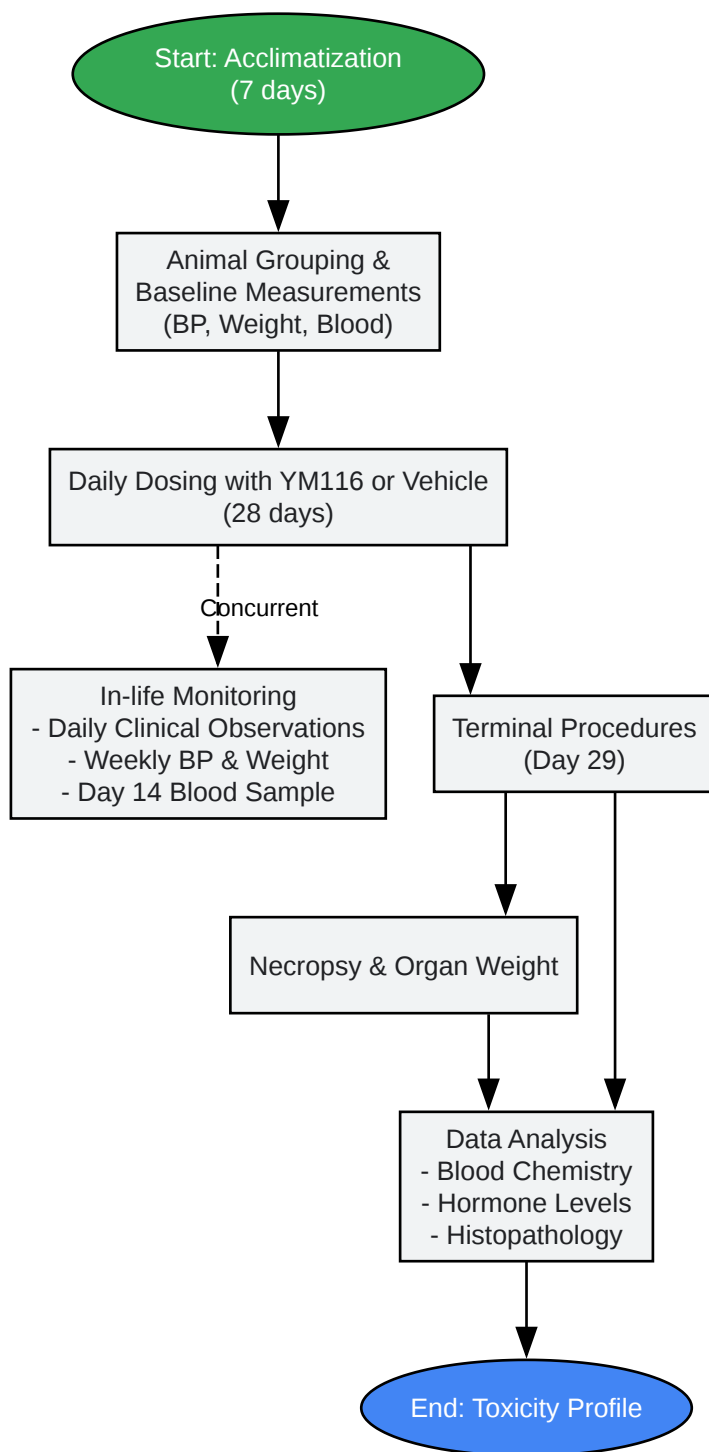 Start: Acclimatization
(7 days)
Animal Grouping &
Baseline Measurements
(BP, Weight, Blood)
Daily Dosing with YM116 or Vehicle
(28 days)
Concurrent
In-life Monitoring
- Daily Clinical Observations
- Weekly BP & Weight
- Day 14 Blood Sample
Terminal Procedures
(Day 29)
Necropsy & Organ Weight
Data Analysis
- Blood Chemistry
- Hormone Levels
- Histopathology
End: Toxicity Profile